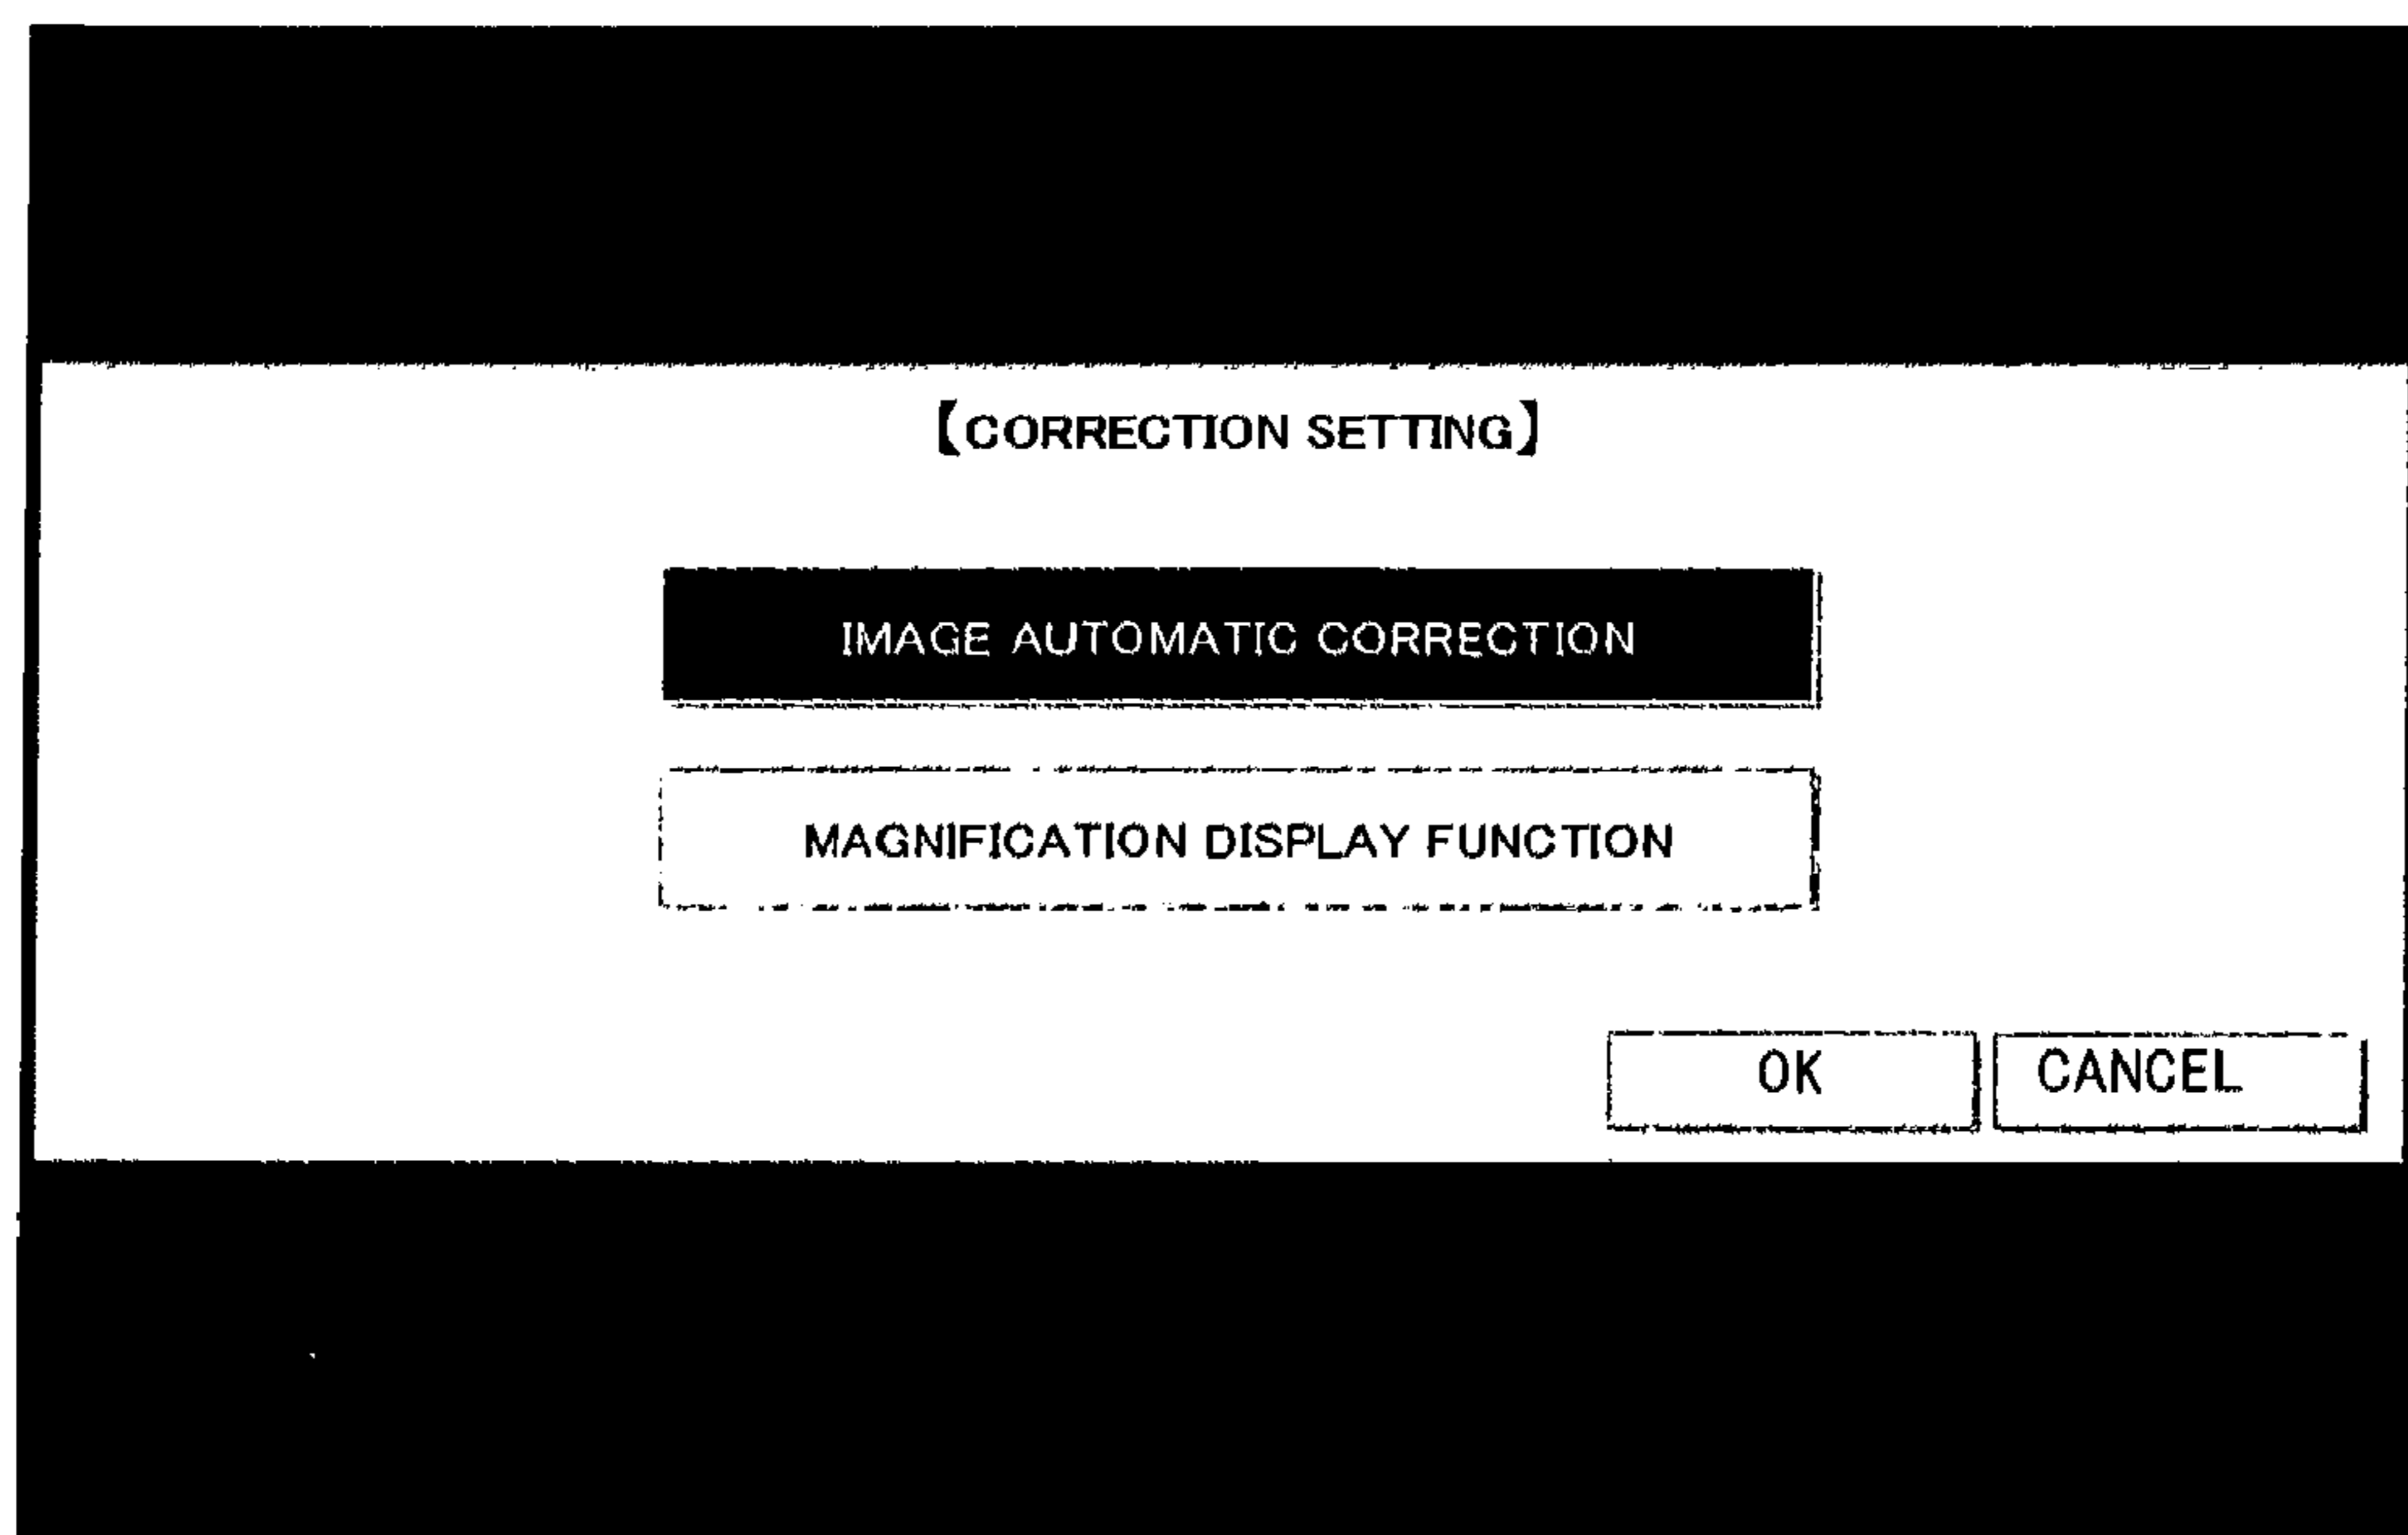 【CORRECTION SETTING】
IMAGE AUTOMATIC CORRECTION
MAGNIFICATION DISPLAY FUNCTION
OK CANCEL